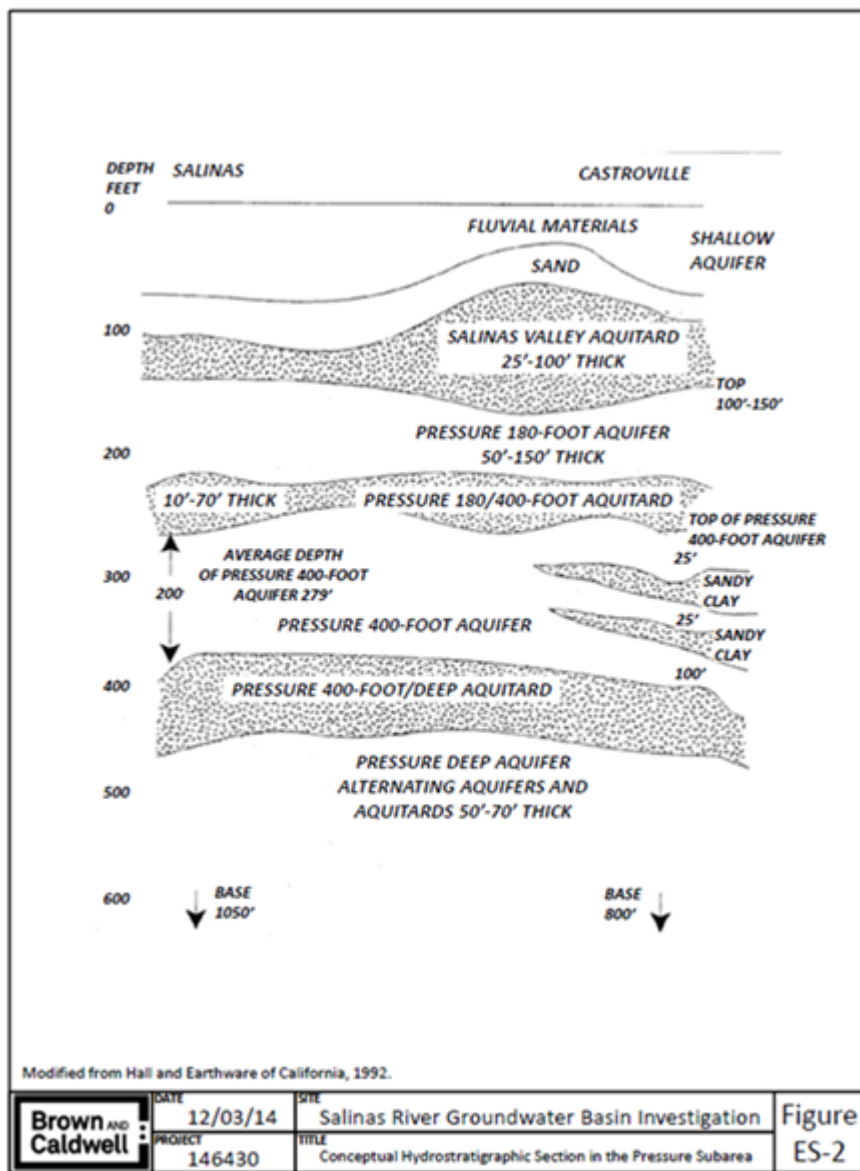 DEPTH
FEET
0
SALINAS
CASTROVILLE
FLUVIAL MATERIALS
SHALLOW
AQUIFER
SAND
100
SALINAS VALLEY AQUITARD
25'-100' THICK
TOP
100'-150'
PRESSURE 180-FOOT AQUIFER
50'-150' THICK
200
10'-70' THICK
PRESSURE 180/400-FOOT AQUITARD
TOP OF PRESSURE
400-FOOT AQUIFER
25'
AVERAGE DEPTH
OF PRESSURE 400-FOOT
AQUIFER 279'
300
200
SANDY
CLAY
25'
PRESSURE 400-FOOT AQUIFER
SANDY
CLAY
100'
400
PRESSURE 400-FOOT/DEEP AQUITARD
PRESSURE DEEP AQUIFER
ALTERNATING AQUIFERS AND
AQUITARDS 50'-70' THICK
500
600
BASE
1050'
BASE
800'
Modified from Hall and Earthware of California, 1992.
Brown AND
Caldwell
DATE
12/03/14
SITE
Salinas River Groundwater Basin Investigation
PROJECT
146430
TITLE
Conceptual Hydrostratigraphic Section in the Pressure Subarea
Figure
ES-2